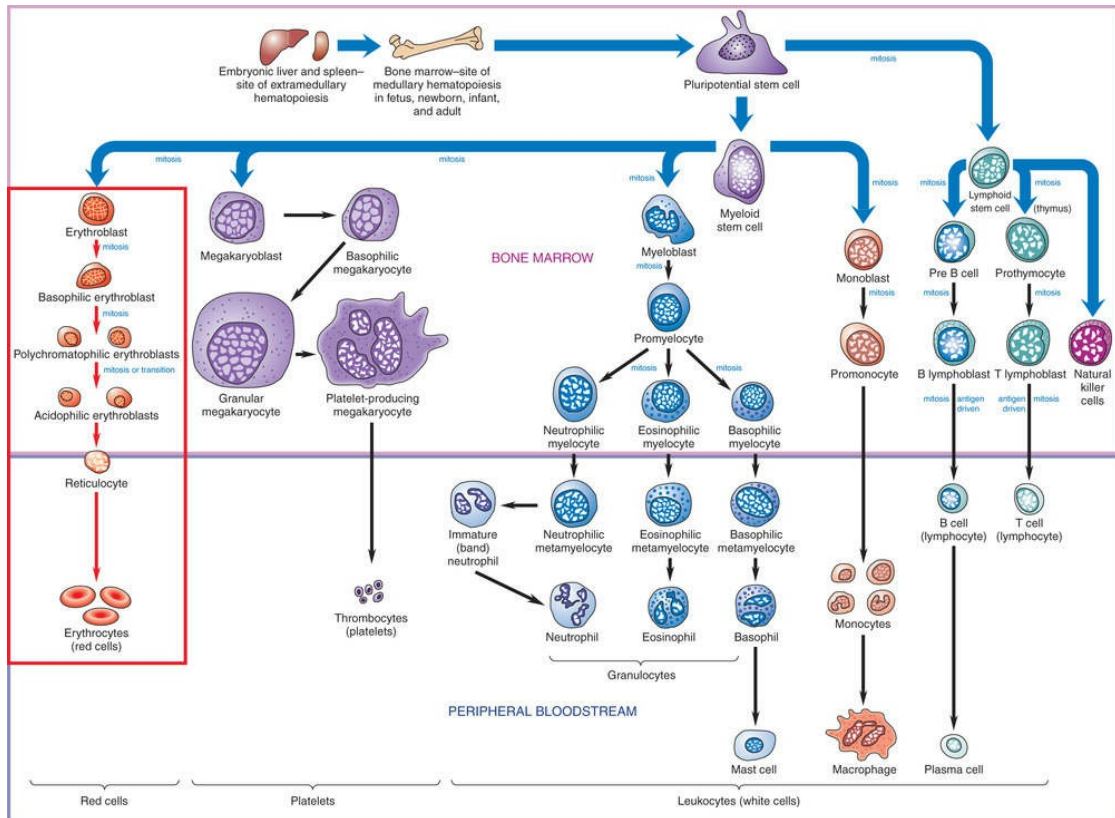 Embryonic liver and spleen–
site of extramedullary
hematopoiesis
Bone marrow–site of
medullary hematopoiesis
in fetus, newborn, infant,
and adult
Pluripotential stem cell
mitosis
mitosis
mitosis
mitosis
mitosis
mitosis
mitosis
Lymphoid
stem cell
(thymus)
Myeloid
stem cell
Erythroblast
mitosis
Basophilic erythroblast
mitosis
Polychromatophilic erythroblasts
mitosis or transition
Acidophilic erythroblasts
Reticulocyte
Erythrocytes
(red cells)
Megakaryoblast
Basophilic
megakaryocyte
Granular
megakaryocyte
Platelet-producing
megakaryocyte
Thrombocytes
(platelets)
BONE MARROW
Myeloblast
mitosis
Promyelocyte
mitosis
mitosis
Neutrophilic
myelocyte
Eosinophilic
myelocyte
Basophilic
myelocyte
Immature
(band)
neutrophil
Neutrophilic
metamyelocyte
Eosinophilic
metamyelocyte
Basophilic
metamyelocyte
Neutrophil
Eosinophil
Basophil
Granulocytes
Mast cell
Monoblast
mitosis
Promonocyte
Monocytes
Macrophage
Pre B cell
mitosis
B lymphoblast
mitosis
antigen
driven
B cell
(lymphocyte)
Plasma cell
Prothymocyte
mitosis
T lymphoblast
antigen
driven
mitosis
T cell
(lymphocyte)
Natural
killer
cells
PERIPHERAL BLOODSTREAM
Red cells
Platelets
Leukocytes (white cells)